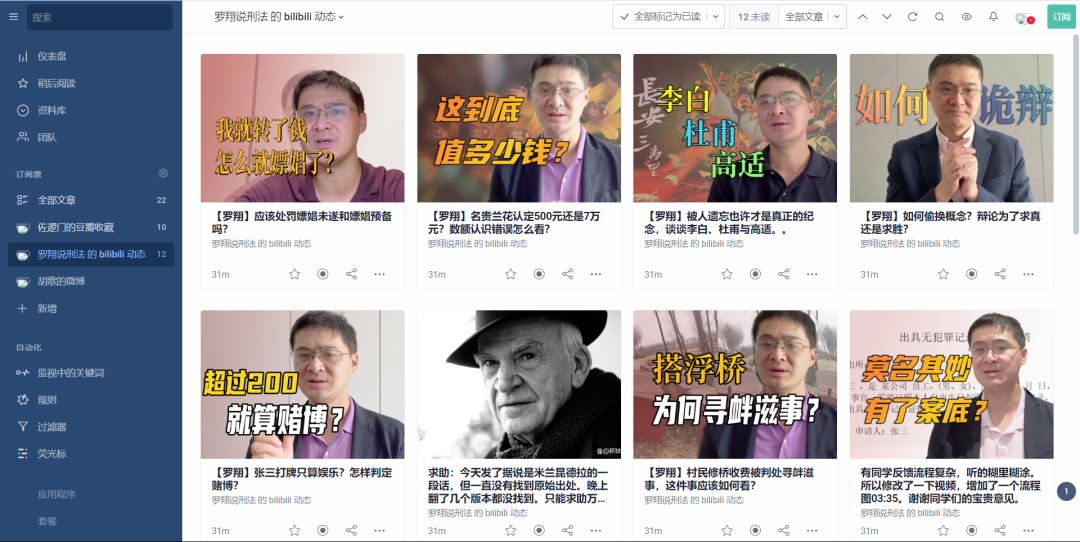 搜索
罗翔说刑法 的 bilibili 动态
全部标记为已读
12 未读
全部文章
订阅
仪表盘
稍后阅读
资料库
团队
订阅源
全部文章 22
佐逻门的豆瓣收藏 10
罗翔说刑法 的 bilibili 动态 12
胡歌的微博
新增
自动化
监视中的关键词
规则
过滤器
荧光标
应用程序
套餐
我就转了钱
怎么就嫖娼了?
【罗翔】应该处罚嫖娼未遂和嫖娼预备
吗?
罗翔说刑法 的 bilibili 动态
31m
这到底
值多少钱?
【罗翔】名贵兰花认定500元还是7万
元？数额认识错误怎么看?
罗翔说刑法 的 bilibili 动态
31m
長安三萬里
李白
杜甫
高适
【罗翔】被人遗忘也许才是真正的纪
念，谈谈李白、杜甫与高适。。
罗翔说刑法 的 bilibili 动态
31m
如何 诡辩
【罗翔】如何偷换概念？辩论为了求真
还是求胜?
罗翔说刑法 的 bilibili 动态
31m
超过200
就算赌博?
【罗翔】张三打牌只算娱乐？怎样判定
赌博?
罗翔说刑法 的 bilibili 动态
31m
求助：今天发了据说是米兰昆德拉的一
段话，但一直没有找到原始出处。晚上
翻了几个版本都没找到。只能求助万...
罗翔说刑法 的 bilibili 动态
31m
搭浮桥
为何寻衅滋事?
【罗翔】村民修桥收费被判处寻衅滋
事，这件事应该如何看?
罗翔说刑法 的 bilibili 动态
31m
出具无犯罪记
莫名其妙
有了案底?
申请人：张三
有同学反馈流程复杂，听的糊里糊涂。
所以修改了一下视频，增加了一个流程
图03:35。谢谢同学们的宝贵意见。
罗翔说刑法 的 bilibili 动态
31m
1